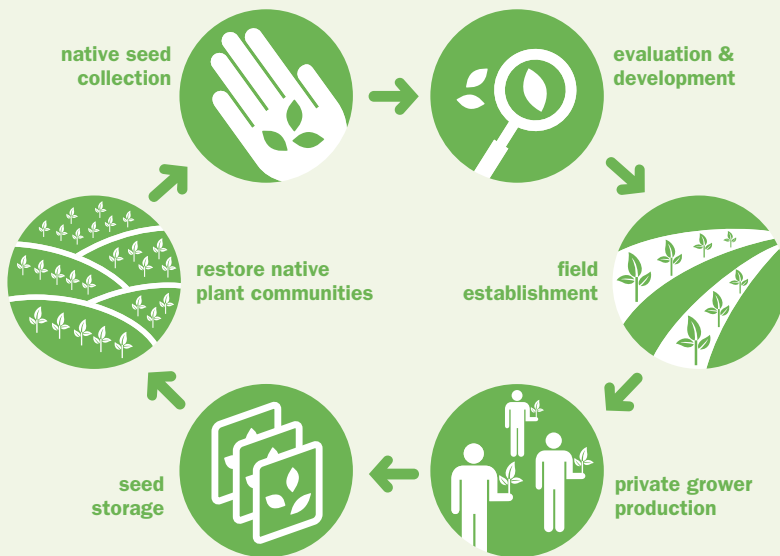 native seed
collection
evaluation &
development
restore native
plant communities
field
establishment
seed
storage
private grower
production